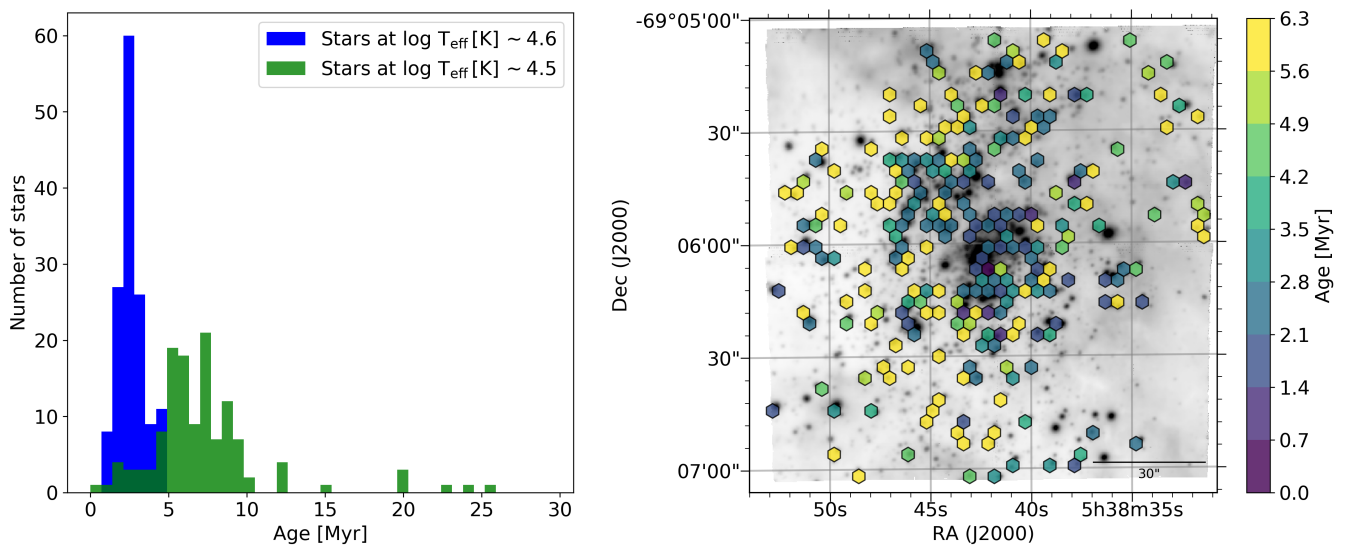 Stars at log T_eff [K] ~ 4.6
Stars at log T_eff [K] ~ 4.5
Number of stars
60
50
40
30
20
10
0
0 5 10 15 20 25 30
Age [Myr]
Dec (J2000)
-69°05'00"
30"
06'00"
30"
07'00"
30"
50s 45s 40s 5h38m35s
RA (J2000)
6.3
5.6
4.9
4.2
3.5
2.8
2.1
1.4
0.7
0.0
Age [Myr]